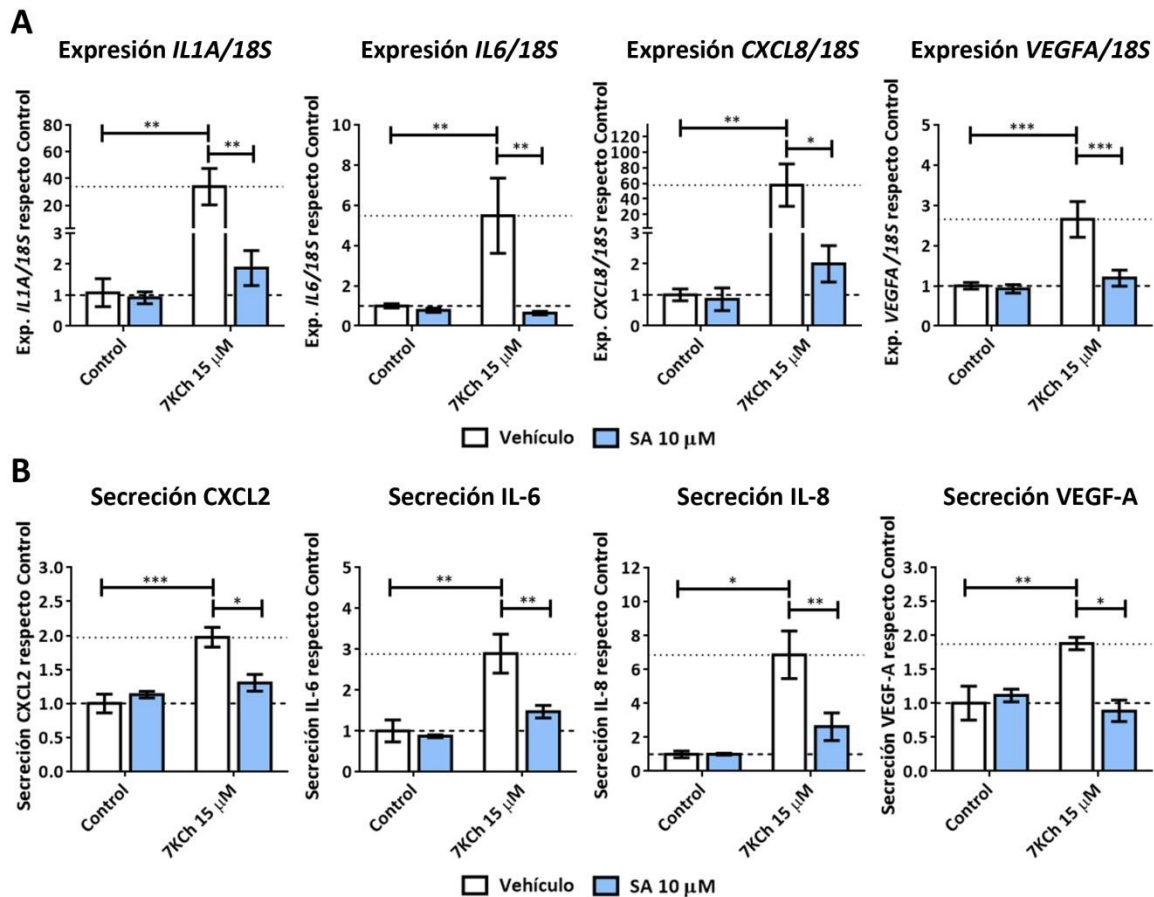 A
Expresión IL1A/18S
Expresión IL6/18S
Expresión CXCL8/18S
Expresión VEGFA/18S
Exp. IL1A/18S respecto Control
80
60
40
20
3
2
1
0
**
**
Control
7KCh 15 μM
Exp. IL6/18S respecto Control
10
8
6
4
2
0
**
**
Control
7KCh 15 μM
Exp. CXCL8/18S respecto Control
120
100
80
60
40
20
3
2
1
0
**
*
Control
7KCh 15 μM
Exp. VEGFA/18S respecto Control
5
4
3
2
1
0
***
***
Control
7KCh 15 μM
Vehículo SA 10 μM
B
Secreción CXCL2
Secreción IL-6
Secreción IL-8
Secreción VEGF-A
Secreción CXCL2 respecto Control
3.0
2.5
2.0
1.5
1.0
0.5
0.0
***
*
Control
7KCh 15 μM
Secreción IL-6 respecto Control
5
4
3
2
1
0
**
**
Control
7KCh 15 μM
Secreción IL-8 respecto Control
12
10
8
6
4
2
0
*
**
Control
7KCh 15 μM
Secreción VEGF-A respecto Control
3.0
2.5
2.0
1.5
1.0
0.5
0.0
**
*
Control
7KCh 15 μM
Vehículo SA 10 μM